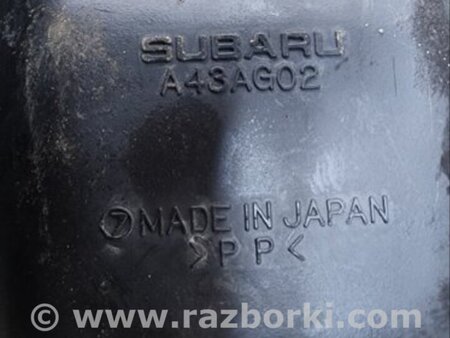 SUBARU
A43AG02
⑦ MADE IN JAPAN
>PP<
© www.razborki.com